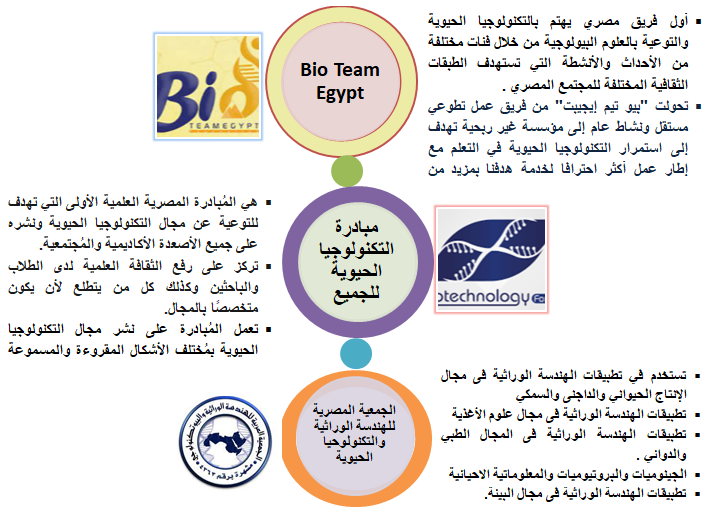 Bio
TEAMEGYPT
Bio Team
Egypt
أول فريق مصري يهتم بالتكنولوجيا الحيوية
والتوعية بالعلوم البيولوجية من خلال فئات مختلفة
من الأحداث والأنشطة التي تستهدف الطبقات
الثقافية المختلفة للمجتمع المصري .
تحولت "بيو تيم إيجيبت" من فريق عمل تطوعي
مستقل ونشاط عام إلى مؤسسة غير ربحية تهدف
إلى استمرار التكنولوجيا الحيوية في التعلم مع
إطار عمل أكثر احترافا لخدمة هدفنا بمزيد من
هي المُبادرة المصرية العلمية الأولى التي تهدف
للتوعية عن مجال التكنولوجيا الحيوية ونشره
على جميع الأصعدة الأكاديمية والمُجتمعية.
تركز على رفع الثقافة العلمية لدى الطلاب
والباحثين وكذلك كل من يتطلع لأن يكون
متخصصًا بالمجال.
تعمل المُبادرة على نشر مجال التكنولوجيا
الحيوية بمُختلف الأشكال المقروءة والمسموعة
مبادرة
التكنولوجيا
الحيوية
للجميع
otechnology Fo
الجمعية المصرية
للهندسة الوراثية
والتكنولوجيا
الحيوية
تستخدم في تطبيقات الهندسة الوراثية فى مجال
الإنتاج الحيواني والداجنى والسمكي
تطبيقات الهندسة الوراثية فى مجال علوم الأغذية
تطبيقات الهندسة الوراثية فى المجال الطبي
والدوائي .
الجينوميات والبروتيوميات والمعلوماتية الاحيائية
تطبيقات الهندسة الوراثية فى مجال البيئة.